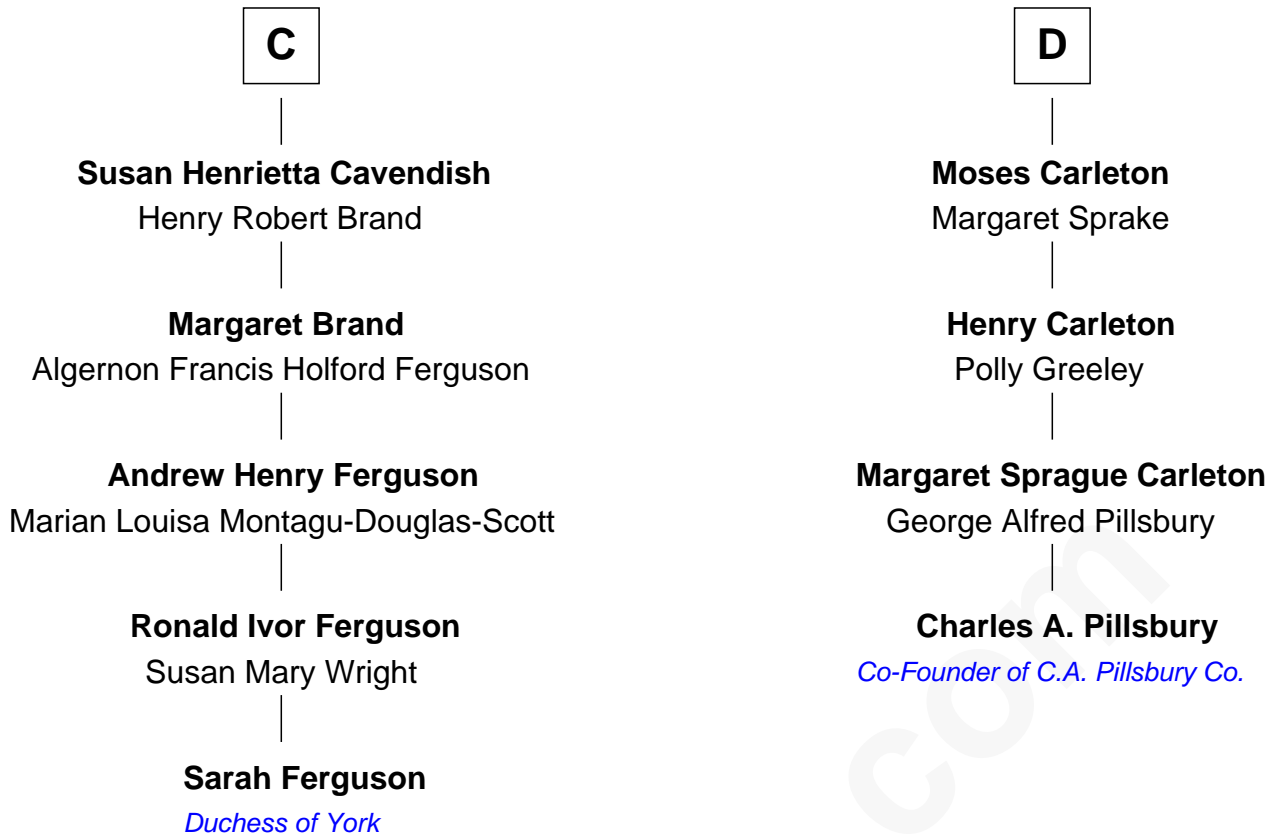 C
Susan Henrietta Cavendish
Henry Robert Brand
Margaret Brand
Algernon Francis Holford Ferguson
Andrew Henry Ferguson
Marian Louisa Montagu-Douglas-Scott
Ronald Ivor Ferguson
Susan Mary Wright
Sarah Ferguson
Duchess of York
D
Moses Carleton
Margaret Sprake
Henry Carleton
Polly Greeley
Margaret Sprague Carleton
George Alfred Pillsbury
Charles A. Pillsbury
Co-Founder of C.A. Pillsbury Co.
com